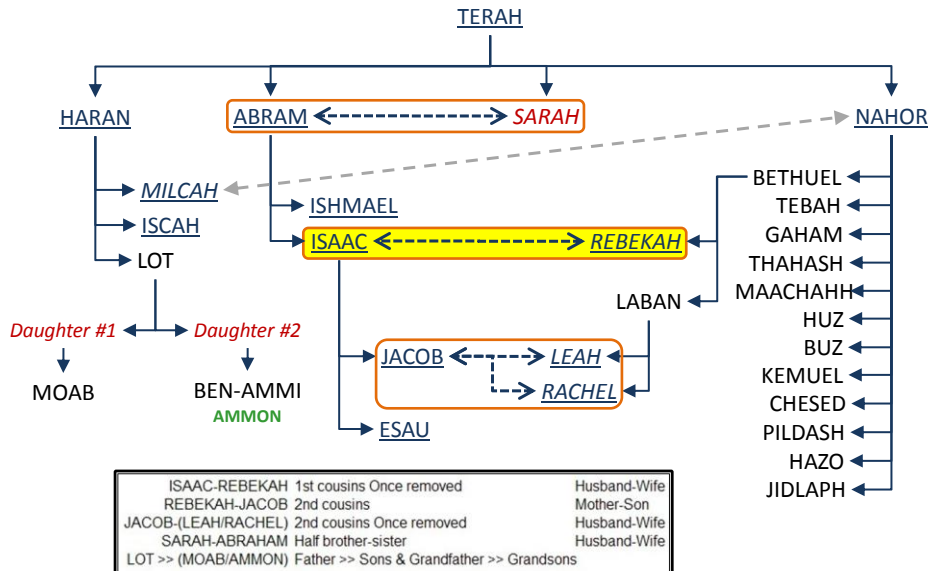 TERAH
HARAN ABRAM SARAH NAHOR
MILCAH BETHUEL
ISHMAEL TEBAH
ISCAH GAHAM
ISAAC REBEKAH
LOT THAHASH
LABAN MAACHAHH
HUZ
Daughter #1 Daughter #2
JACOB LEAH BUZ
KEMUEL
MOAB BEN-AMMI RACHEL
CHESED
AMMON
ESAU PILDASH
HAZO
JIDLAPH
ISAAC-REBEKAH 1st cousins Once removed Husband-Wife
REBEKAH-JACOB 2nd cousins Mother-Son
JACOB-(LEAH/RACHEL) 2nd cousins Once removed Husband-Wife
SARAH-ABRAHAM Half brother-sister Husband-Wife
LOT >> (MOAB/AMMON) Father >> Sons & Grandfather >> Grandsons